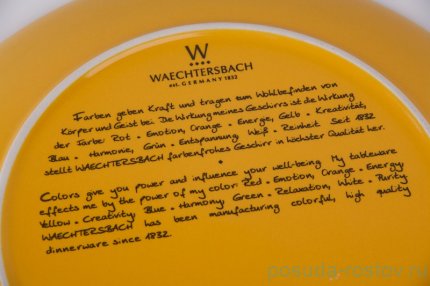 W
WAECHTERSBACH
est. GERMANY 1832
Farben geben Kraft und tragen zum Wohlbefinden von
Körper und Geist bei. Die Wirkung meines Geschirrs ist die Wirkung
der Farbe: Rot = Emotion, Orange = Energie, Gelb = Kreativität,
Blau = Harmonie, Grün = Entspannung, Weiß = Reinheit. Seit 1832
stellt WAECHTERSBACH farbenfrohes Geschirr in höchster Qualität her.
Colors give you power and influence your well-being. My tableware
effects me by the power of my color: Red = Emotion, Orange = Energy,
Yellow = Creativity, Blue = Harmony, Green = Relaxation, White = Purity.
WAECHTERSBACH has been manufacturing colorful, high quality
dinnerware since 1832.
posuda-rostov.ru